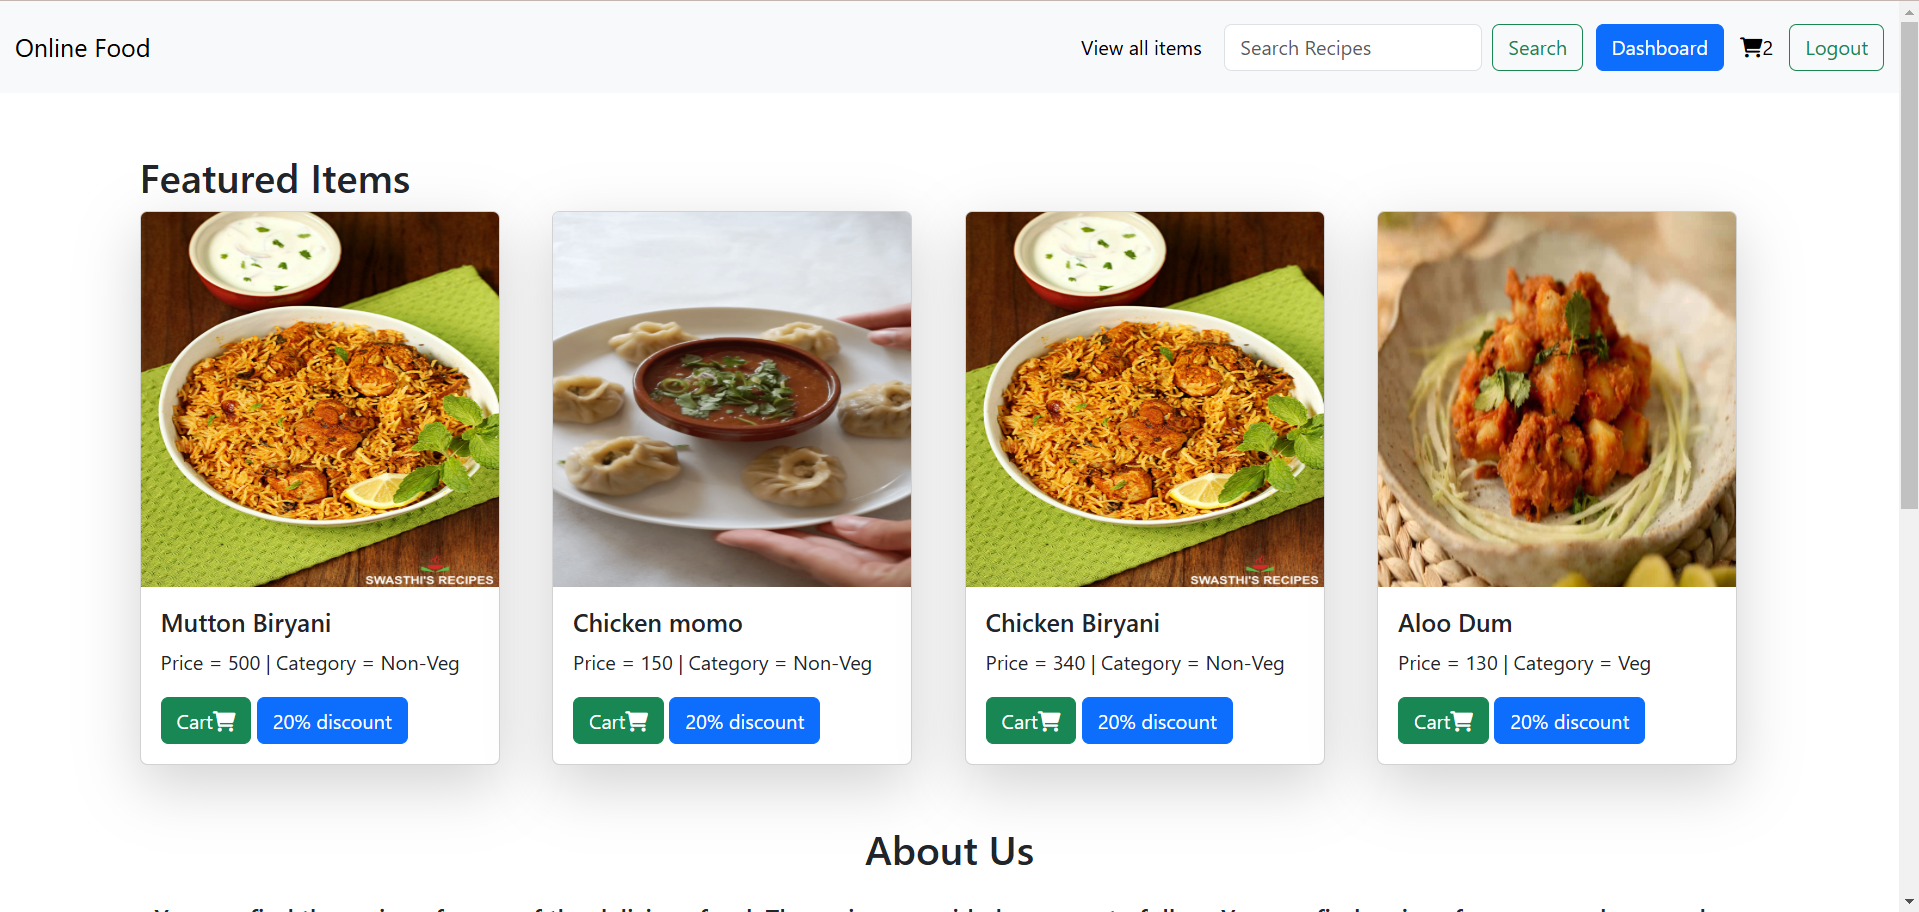 Online Food
View all items
Search Recipes
Search
Dashboard
2
Logout
Featured Items
SWASTHI'S RECIPES
Mutton Biryani
Price = 500 | Category = Non-Veg
Cart
20% discount
Chicken momo
Price = 150 | Category = Non-Veg
Cart
20% discount
SWASTHI'S RECIPES
Chicken Biryani
Price = 340 | Category = Non-Veg
Cart
20% discount
Aloo Dum
Price = 130 | Category = Veg
Cart
20% discount
About Us